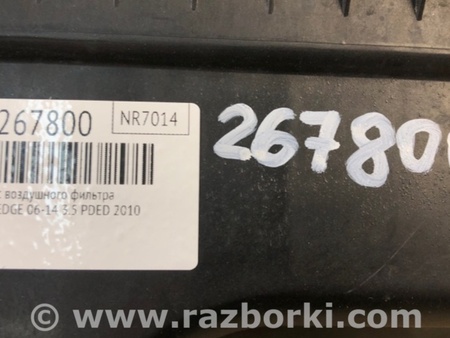 267800 NR7014
воздушного фильтра
EDGE 06-14 3.5 PDED 2010
267800
© www.razborki.com